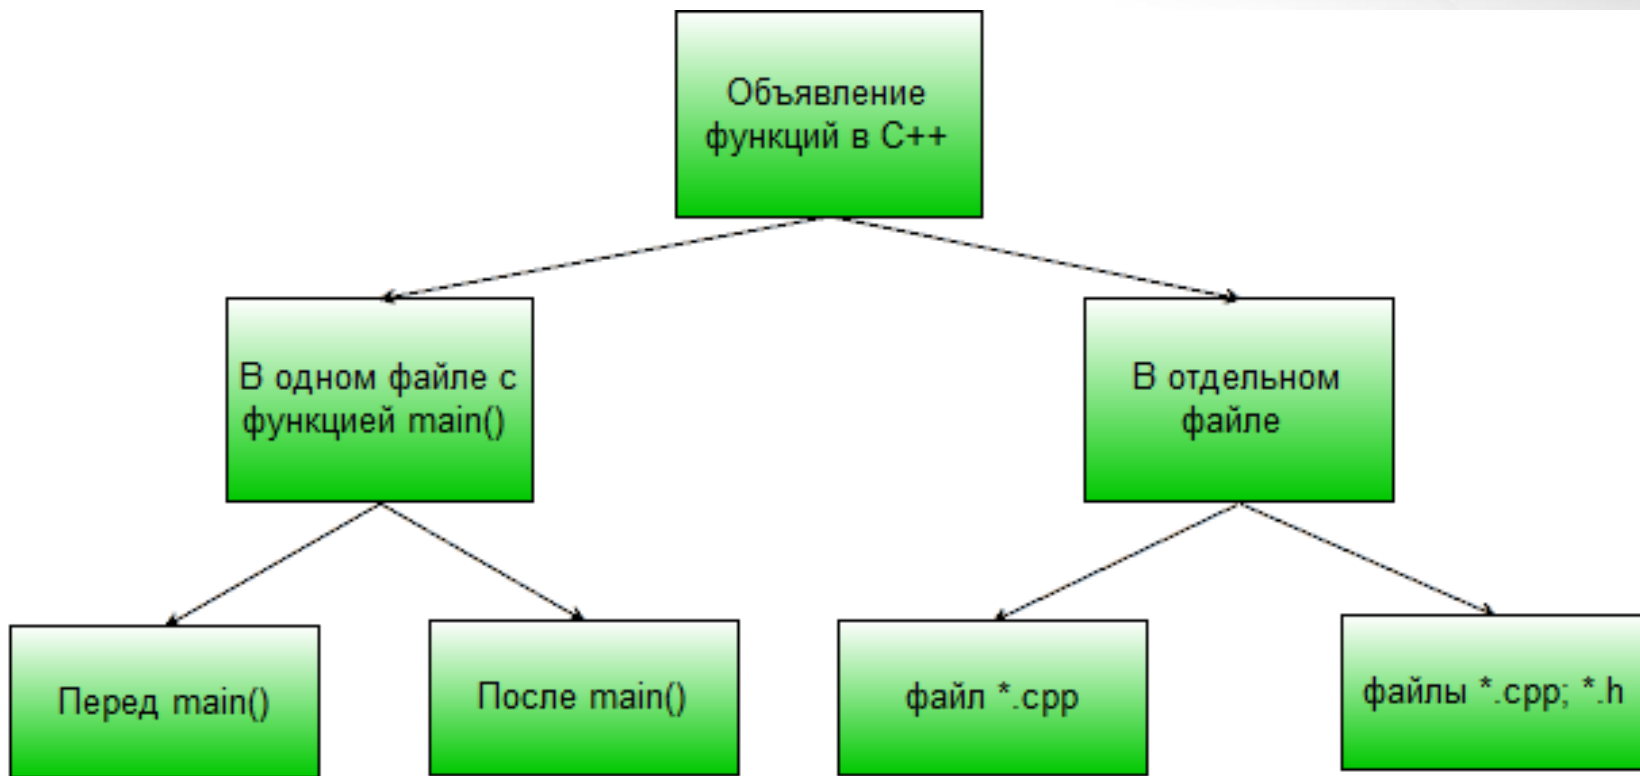 Объявление
функций в С++
В одном файле с
функцией main()
В отдельном
файле
Перед main()
После main()
файл *.cpp
файлы *.cpp; *.h